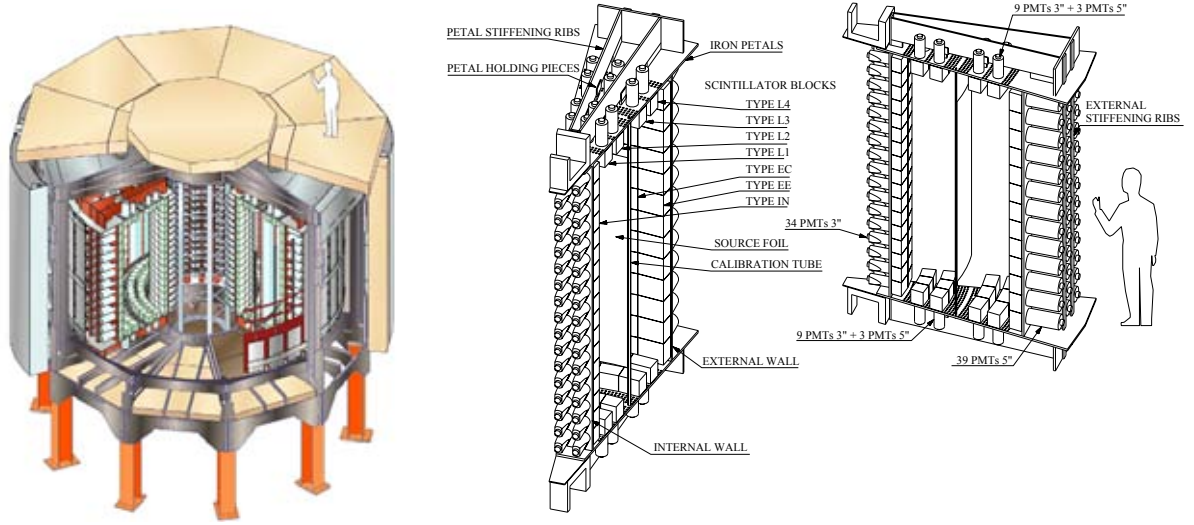 PETAL STIFFENING RIBS
PETAL HOLDING PIECES
IRON PETALS
SCINTILLATOR BLOCKS
TYPE L4
TYPE L3
TYPE L2
TYPE L1
TYPE EC
TYPE EE
TYPE IN
SOURCE FOIL
CALIBRATION TUBE
EXTERNAL WALL
INTERNAL WALL
9 PMTs 3" + 3 PMTs 5"
EXTERNAL
STIFFENING RIBS
34 PMTs 3"
9 PMTs 3" + 3 PMTs 5"
39 PMTs 5"